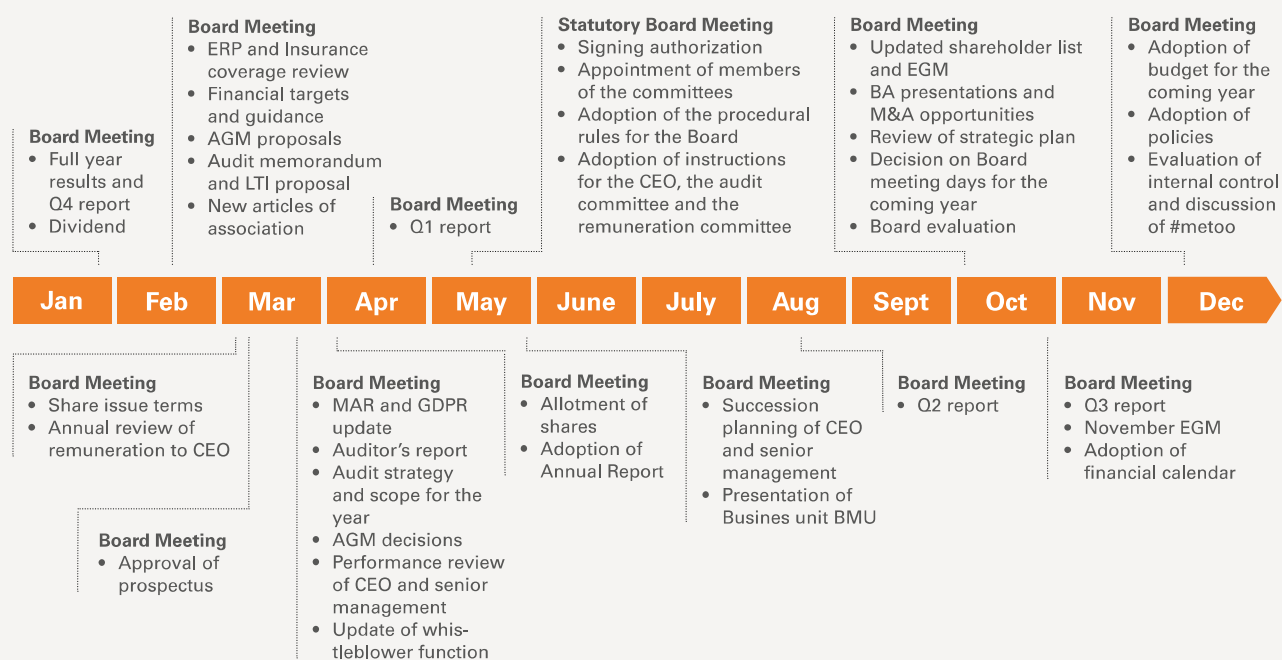 Board Meeting
• Full year
results and
Q4 report
• Dividend
Board Meeting
• ERP and Insurance
coverage review
• Financial targets
and guidance
• AGM proposals
• Audit memorandum
and LTI proposal
• New articles of
association
Board Meeting
• Q1 report
Statutory Board Meeting
• Signing authorization
• Appointment of members
of the committees
• Adoption of the procedural
rules for the Board
• Adoption of instructions
for the CEO, the audit
committee and the
remuneration committee
Board Meeting
• Updated shareholder list
and EGM
• BA presentations and
M&A opportunities
• Review of strategic plan
• Decision on Board
meeting days for the
coming year
• Board evaluation
Board Meeting
• Adoption of
budget for the
coming year
• Adoption of
policies
• Evaluation of
internal control
and discussion
of #metoo
Jan Feb Mar Apr May June July Aug Sept Oct Nov Dec
Board Meeting
• Share issue terms
• Annual review of
remuneration to CEO
Board Meeting
• Approval of
prospectus
Board Meeting
• MAR and GDPR
update
• Auditor's report
• Audit strategy
and scope for the
year
• AGM decisions
• Performance review
of CEO and senior
management
• Update of whis-
tleblower function
Board Meeting
• Allotment of
shares
• Adoption of
Annual Report
Board Meeting
• Succession
planning of CEO
and senior
management
• Presentation of
Busines unit BMU
Board Meeting
• Q2 report
Board Meeting
• Q3 report
• November EGM
• Adoption of
financial calendar